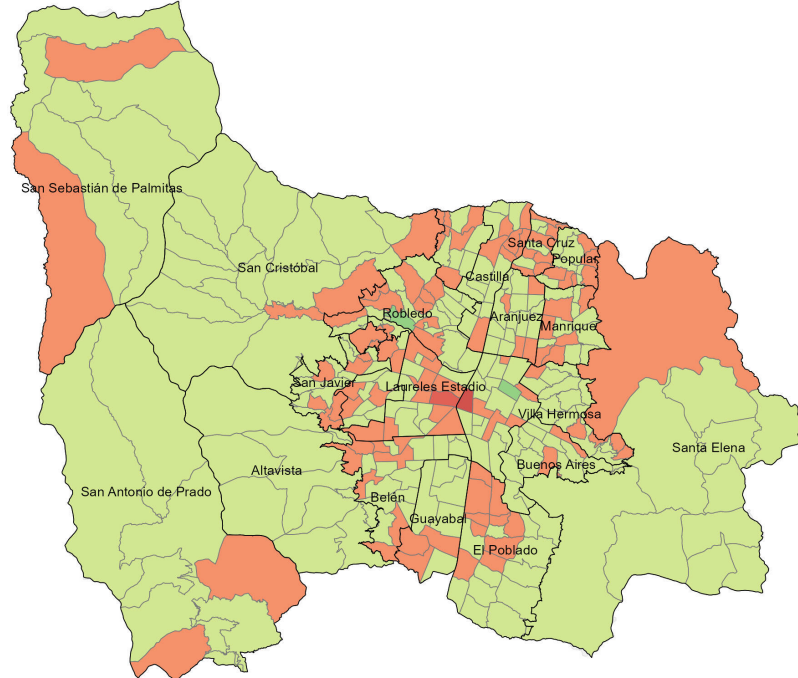 San Sebastián de Palmitas
Santa Cruz
Popular
San Cristóbal
Castilla
Robledo
Aranjuez
Manrique
San Javier
Laureles Estadio
Villa Hermosa
Santa Elena
Altavista
Buenos Aires
San Antonio de Prado
Belén
Guayabal
El Poblado